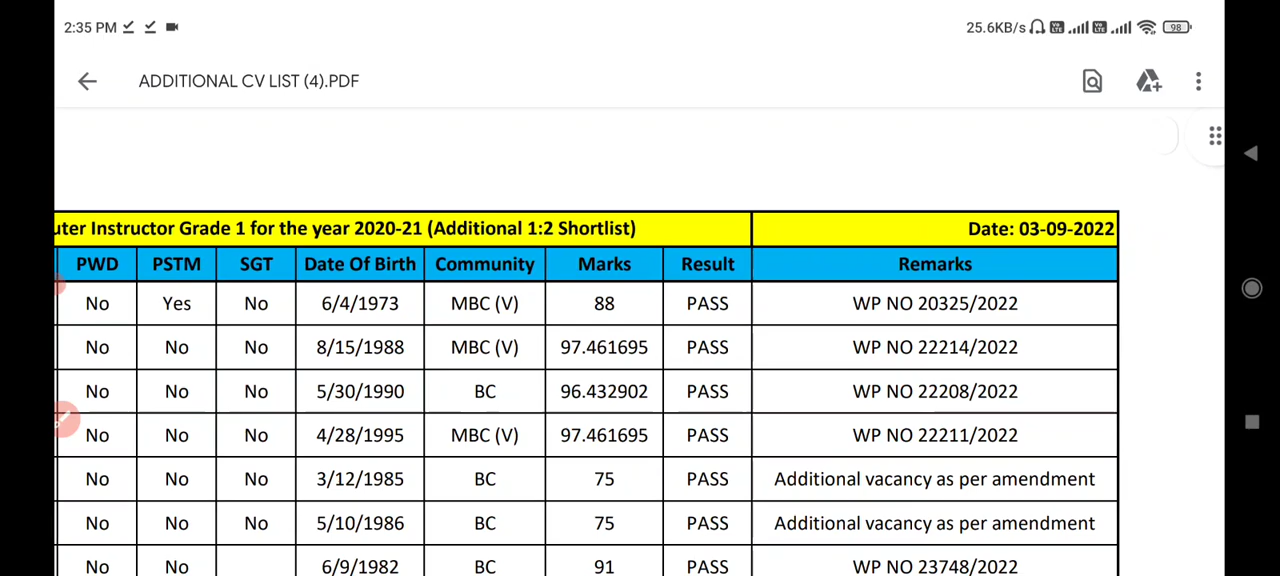 2:35 PM 25.6KB/s Vo LTE Vo LTE 98
ADDITIONAL CV LIST (4).PDF
uter Instructor Grade 1 for the year 2020-21 (Additional 1:2 Shortlist) Date: 03-09-2022
PWD PSTM SGT Date Of Birth Community Marks Result Remarks
No Yes No 6/4/1973 MBC (V) 88 PASS WP NO 20325/2022
No No No 8/15/1988 MBC (V) 97.461695 PASS WP NO 22214/2022
No No No 5/30/1990 BC 96.432902 PASS WP NO 22208/2022
No No No 4/28/1995 MBC (V) 97.461695 PASS WP NO 22211/2022
No No No 3/12/1985 BC 75 PASS Additional vacancy as per amendment
No No No 5/10/1986 BC 75 PASS Additional vacancy as per amendment
No No 6/9/1982 BC 91 PASS WP NO 23748/2022